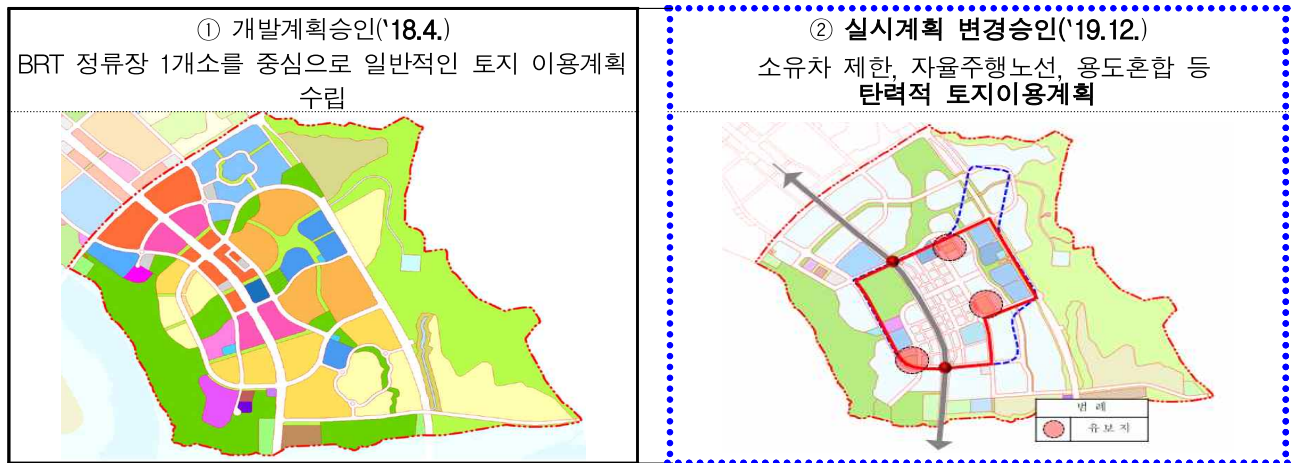 ① 개발계획승인(‘18.4.)
BRT 정류장 1개소를 중심으로 일반적인 토지 이용계획
수립
② 실시계획 변경승인(‘19.12.)
소유차 제한, 자율주행노선, 용도혼합 등
탄력적 토지이용계획
범 례
유 보 지